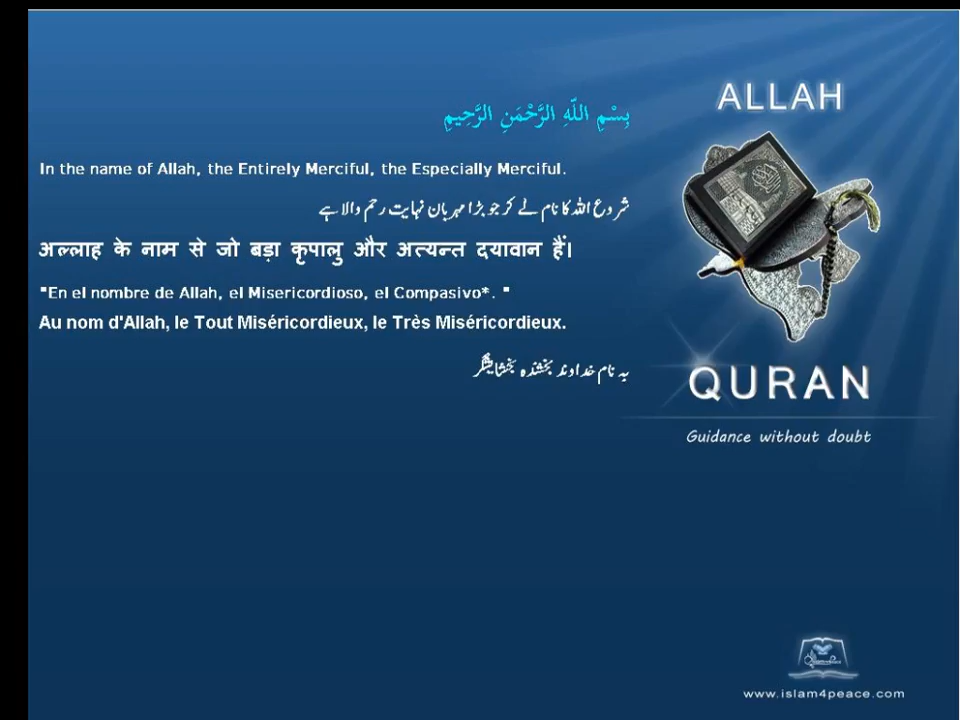 بِسْمِ اللَّهِ الرَّحْمَنِ الرَّحِيمِ
In the name of Allah, the Entirely Merciful, the Especially Merciful.
شروع الله کا نام لے کر جو بڑا مہربان نہایت رحم والا ہے
अल्लाह के नाम से जो बड़ा कृपालु और अत्यन्त दयावान हैं।
"En el nombre de Allah, el Misericordioso, el Compasivo*. "
Au nom d'Allah, le Tout Miséricordieux, le Très Miséricordieux.
به نام خداوند بخشنده بخشایشگر
ALLAH
QURAN
Guidance without doubt
www.islam4peace.com